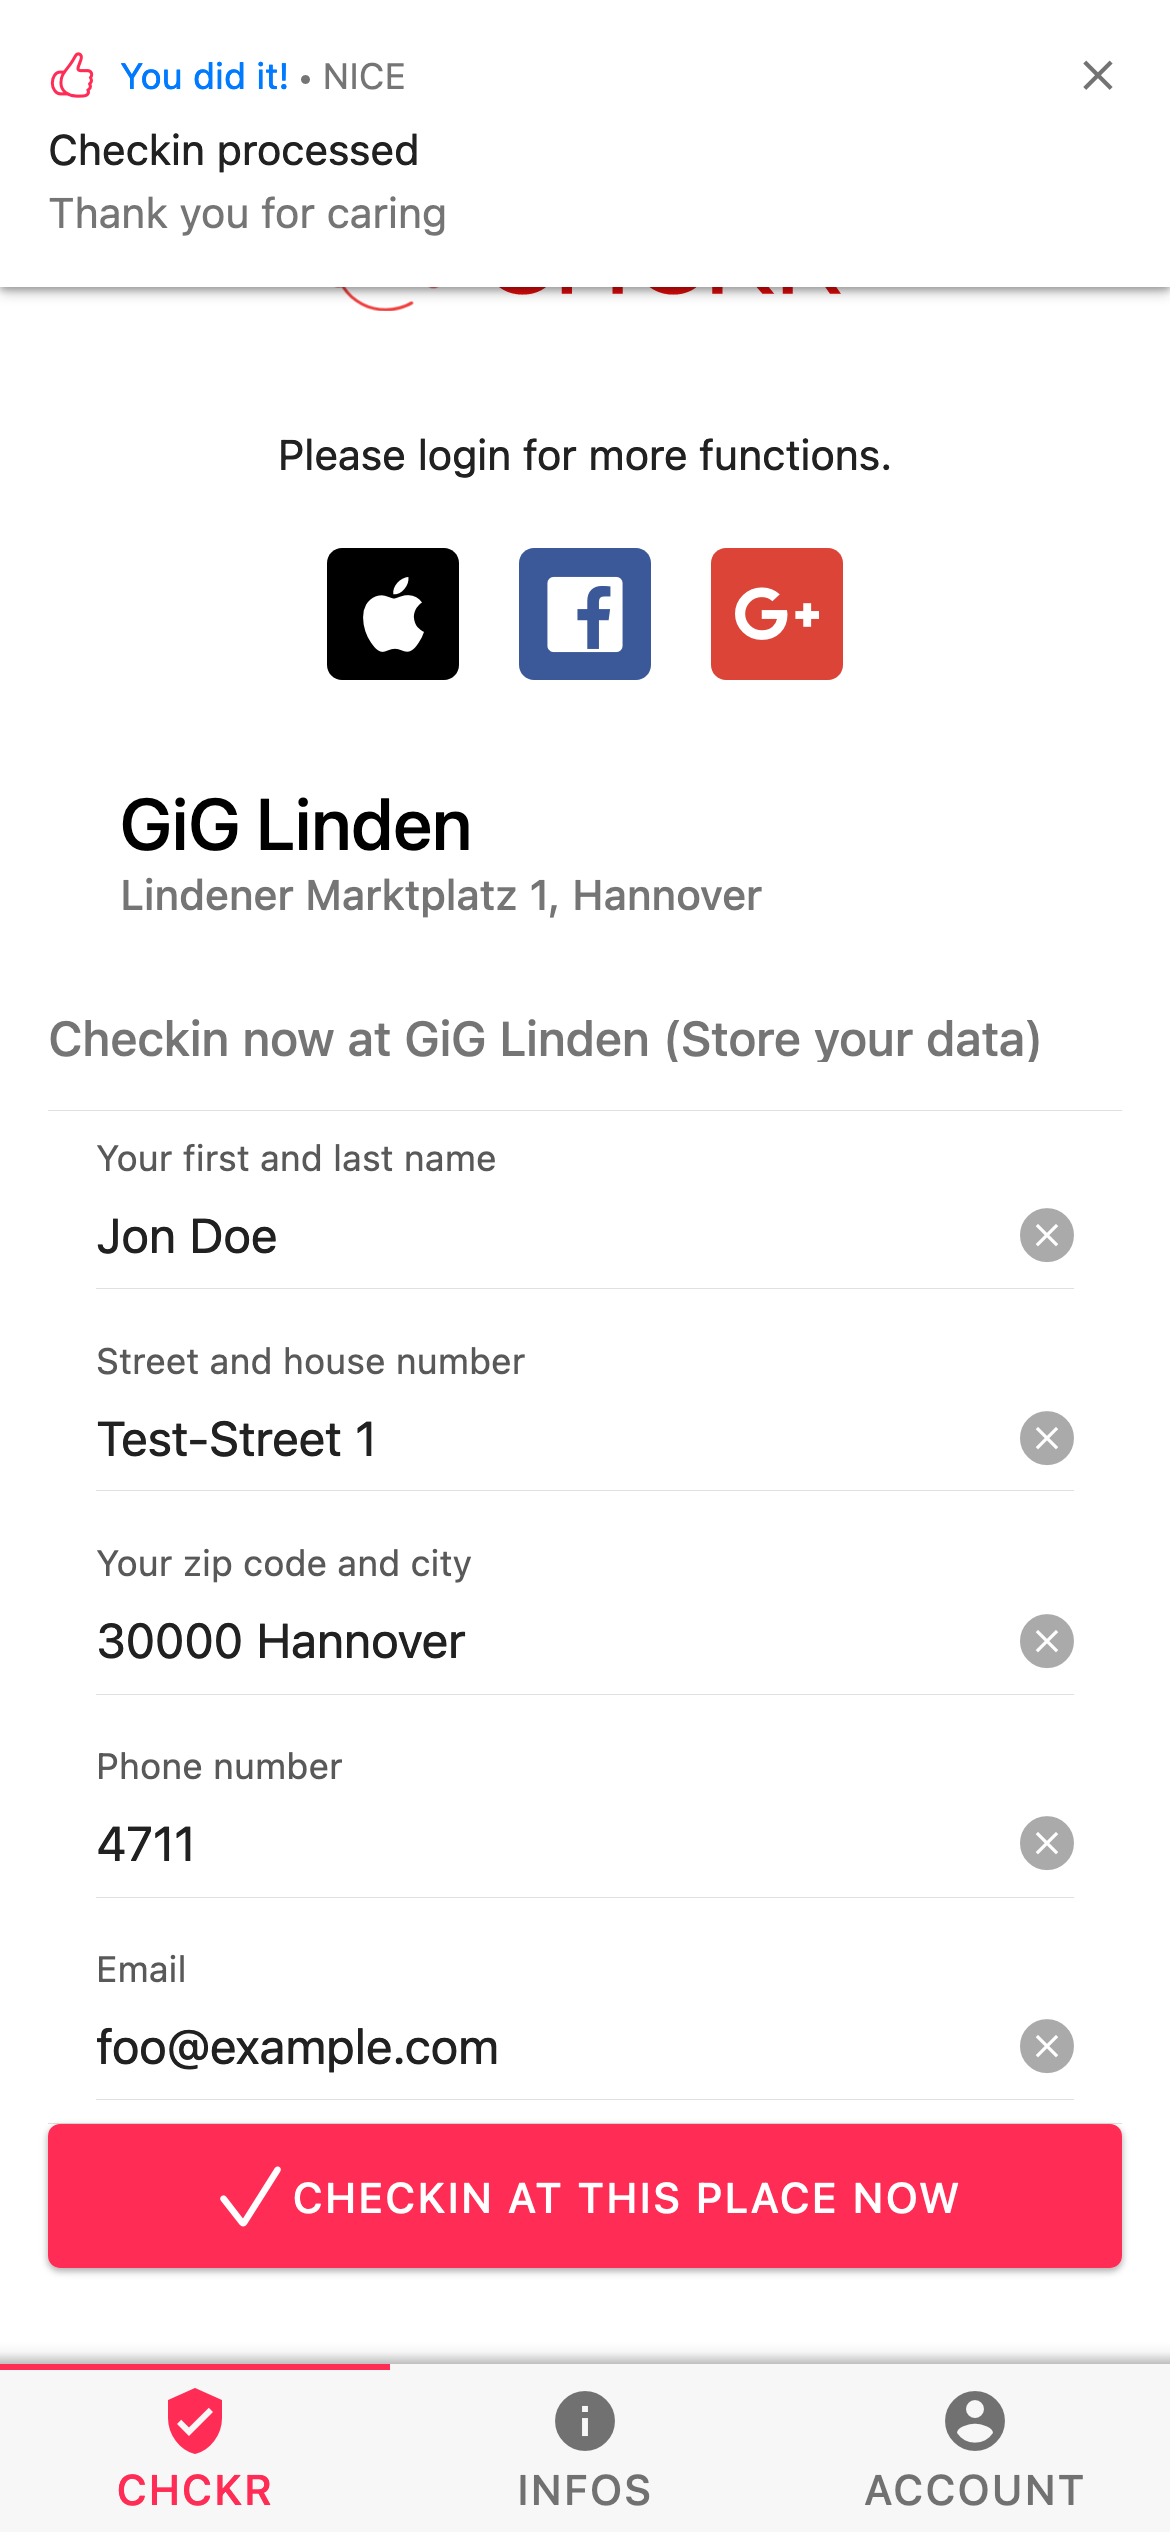 You did it! • NICE
Checkin processed
Thank you for caring
Please login for more functions.
G+
GiG Linden
Lindener Marktplatz 1, Hannover
Checkin now at GiG Linden (Store your data)
Your first and last name
Jon Doe
Street and house number
Test-Street 1
Your zip code and city
30000 Hannover
Phone number
4711
Email
foo@example.com
CHECKIN AT THIS PLACE NOW
CHCKR
INFOS
ACCOUNT